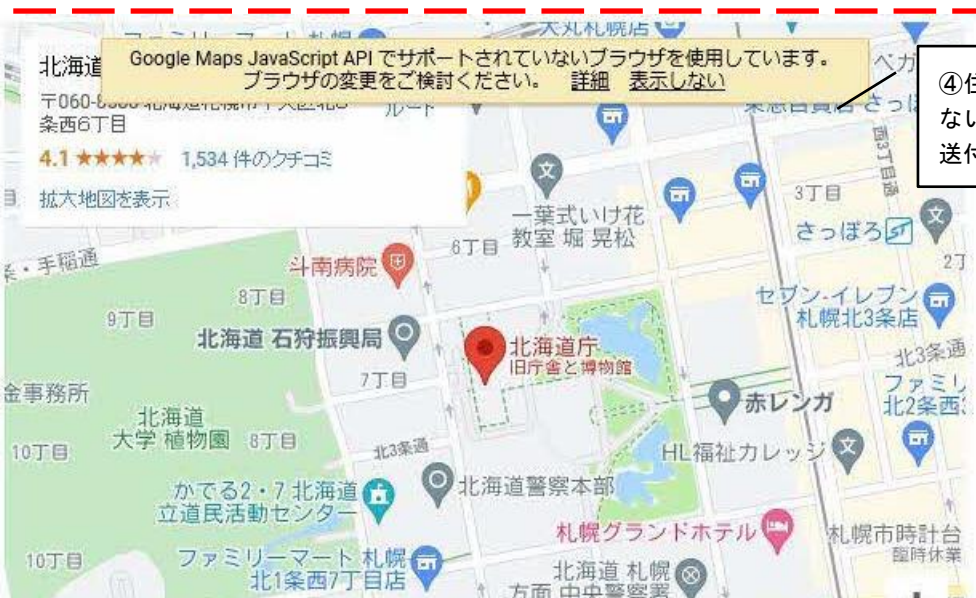 大丸札幌店
Google Maps JavaScript API でサポートされていないブラウザを使用しています。
ブラウザの変更をご検討ください。 詳細 表示しない
北海道
〒060-
条西6丁目
4.1 ★★★★★ 1,534 件のクチコミ
拡大地図を表示
ルート
④住
ない
送付
西3丁目通
3丁目
一葉式いけ花
教室 堀 晃松
さっぽろ
6丁目
手稲通
斗南病院
8丁目
9丁目
セブン-イレブン
札幌北3条店
北海道 石狩振興局
北海道庁
旧庁舎と博物館
北3条通
7丁目
金事務所
ファミリ
北2条西
赤レンガ
北海道
大学 植物園
8丁目
10丁目
北3条通
HL福祉カレッジ
かでる2・7 北海道
立道民活動センター
北海道警察本部
札幌グランドホテル
札幌市時計台
臨時休業
10丁目
ファミリーマート 札幌
北1条西7丁目店
北海道 札幌
方面 中央警察署